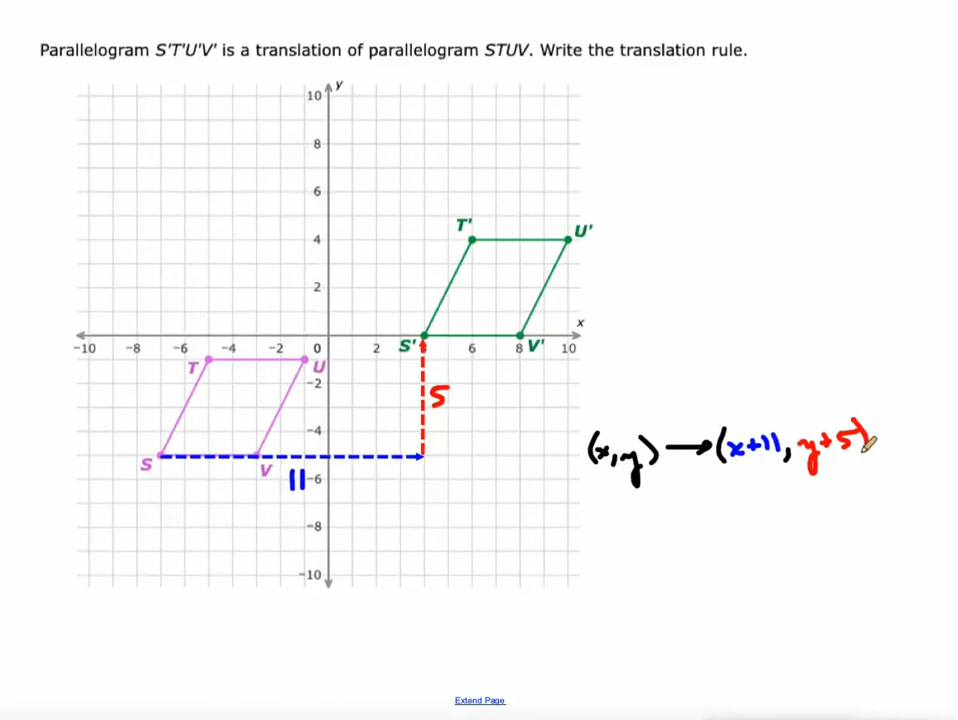 Parallelogram S'T'U'V' is a translation of parallelogram STUV. Write the translation rule.
y
10
8
6
T'
U'
4
2
x
-10 -8 -6 -4 -2 0 2 S' 6 8 V' 10
T U
-2
5
-4
(x,y) → (x+11, y+5)
S V 11 -6
-8
-10
Extend Page